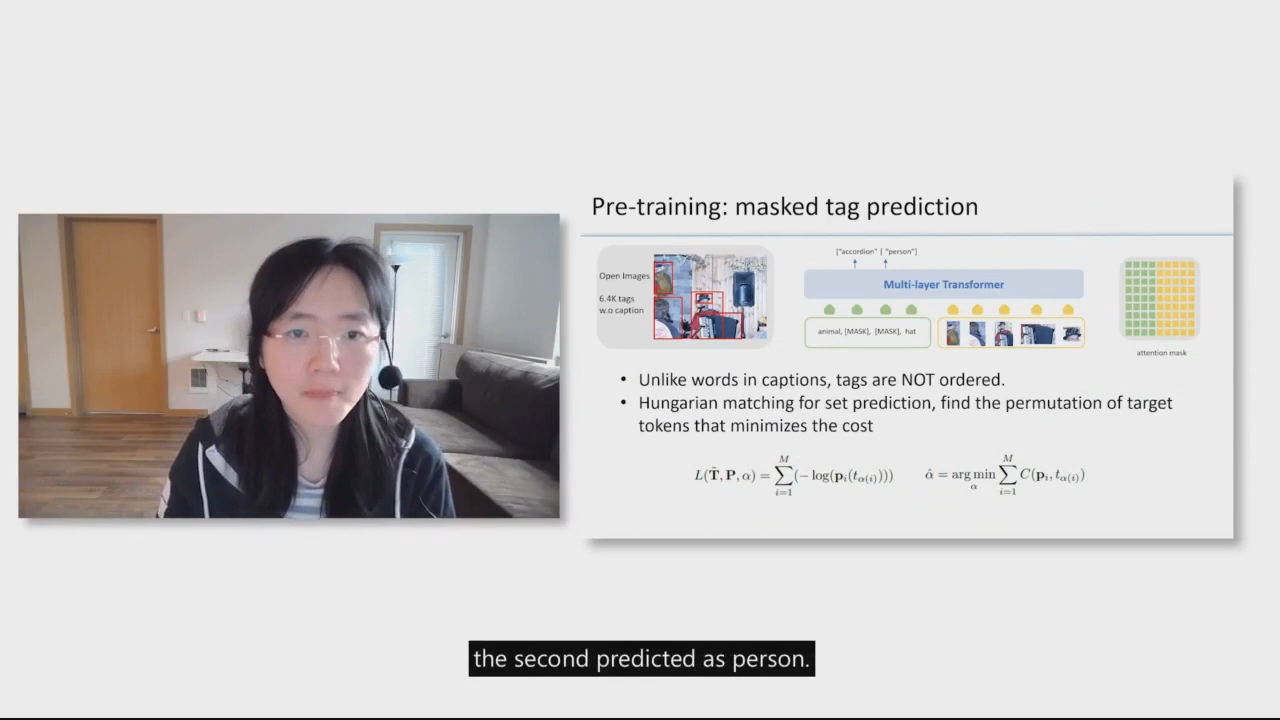 Pre-training: masked tag prediction
Open Images
6.4K tags
w.o caption
["accordion" | "person"]
Multi-layer Transformer
animal, [MASK], [MASK], hat
attention mask
• Unlike words in captions, tags are NOT ordered.
• Hungarian matching for set prediction, find the permutation of target
tokens that minimizes the cost
L(T̂, P, α) = ∑_{i=1}^{M} (− log(p_i(t_{α(i)}))) α̂ = arg min_α ∑_{i=1}^{M} C(p_i, t_{α(i)})
the second predicted as person.